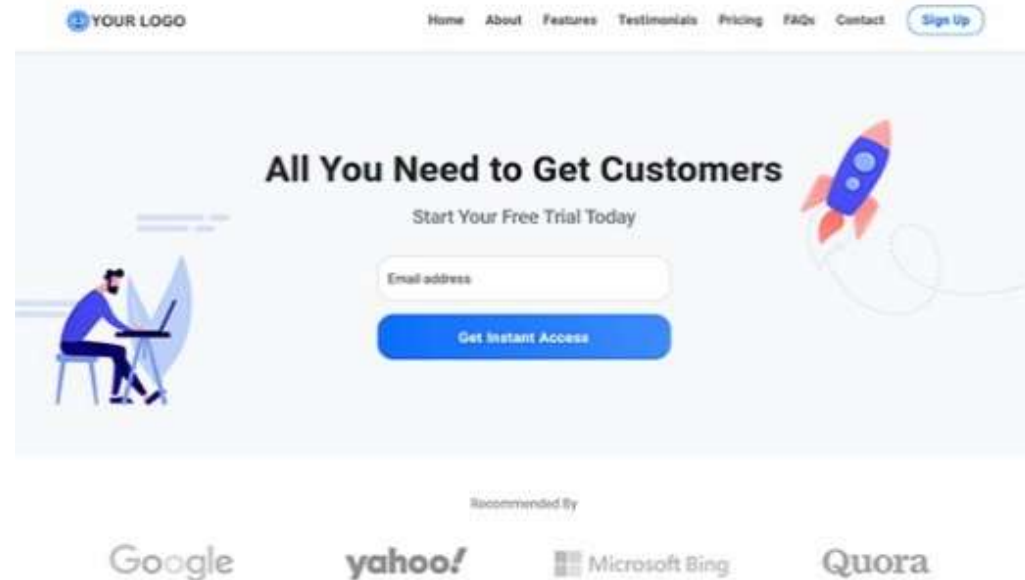 YOUR LOGO
Home About Features Testimonials Pricing FAQs Contact Sign Up
All You Need to Get Customers
Start Your Free Trial Today
Email address
Get Instant Access
Recommended By
Google yahoo! Microsoft Bing Quora